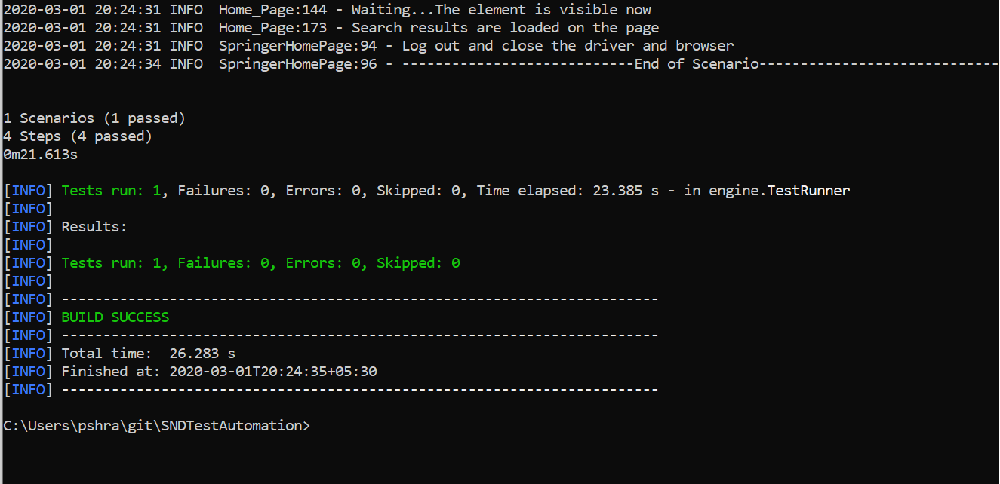 2020-03-01 20:24:31 INFO  Home_Page:144 - Waiting...The element is visible now
2020-03-01 20:24:31 INFO  Home_Page:173 - Search results are loaded on the page
2020-03-01 20:24:31 INFO  SpringerHomePage:94 - Log out and close the driver and browser
2020-03-01 20:24:34 INFO  SpringerHomePage:96 - ----------------------------End of Scenario-----------------------------
1 Scenarios (1 passed)
4 Steps (4 passed)
0m21.613s
[INFO] Tests run: 1, Failures: 0, Errors: 0, Skipped: 0, Time elapsed: 23.385 s - in engine.TestRunner
[INFO]
[INFO] Results:
[INFO]
[INFO] Tests run: 1, Failures: 0, Errors: 0, Skipped: 0
[INFO]
[INFO] ------------------------------------------------------------------------
[INFO] BUILD SUCCESS
[INFO] ------------------------------------------------------------------------
[INFO] Total time:  26.283 s
[INFO] Finished at: 2020-03-01T20:24:35+05:30
[INFO] ------------------------------------------------------------------------
C:\Users\pshra\git\SNDTestAutomation>